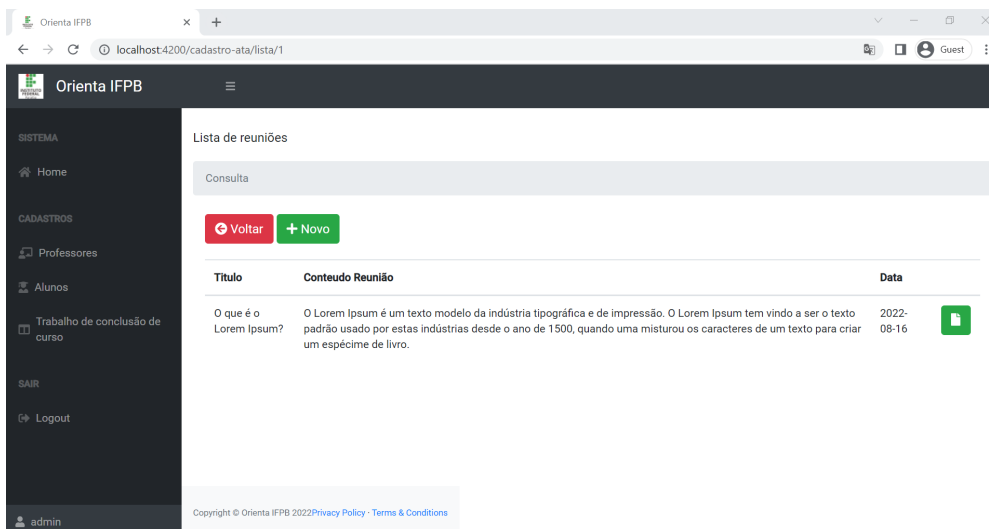 Orienta IFPB
localhost:4200/cadastro-ata/lista/1
Guest
INSTITUTO
FEDERAL
Orienta IFPB
SISTEMA
Home
CADASTROS
Professores
Alunos
Trabalho de conclusão de
curso
SAIR
Logout
admin
Lista de reuniões
Consulta
Voltar
Novo
Titulo Conteudo Reunião Data
O que é o
Lorem Ipsum?
O Lorem Ipsum é um texto modelo da indústria tipográfica e de impressão. O Lorem Ipsum tem vindo a ser o texto
padrão usado por estas indústrias desde o ano de 1500, quando uma misturou os caracteres de um texto para criar
um espécime de livro.
2022-
08-16
Copyright © Orienta IFPB 2022Privacy Policy · Terms & Conditions